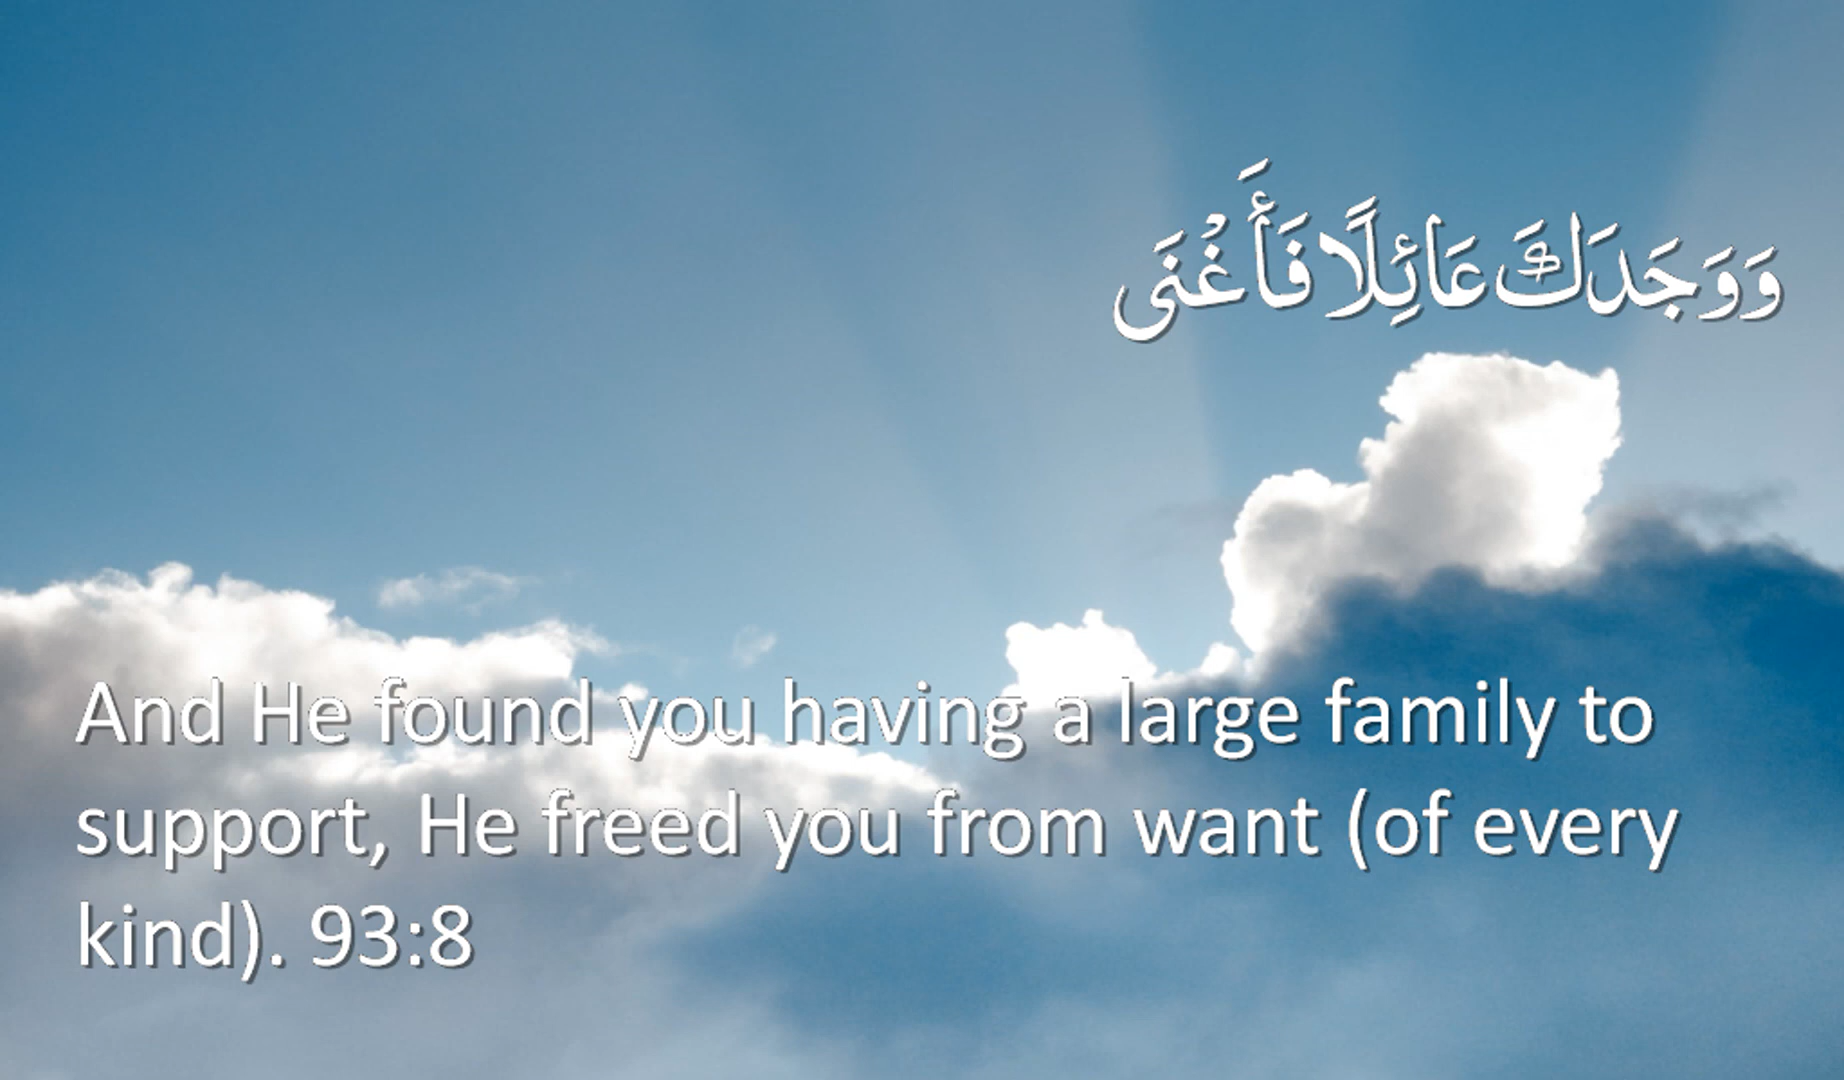 وَوَجَدَكَ عَائِلًا فَأَغْنَى
And He found you having a large family to
support, He freed you from want (of every
kind). 93:8